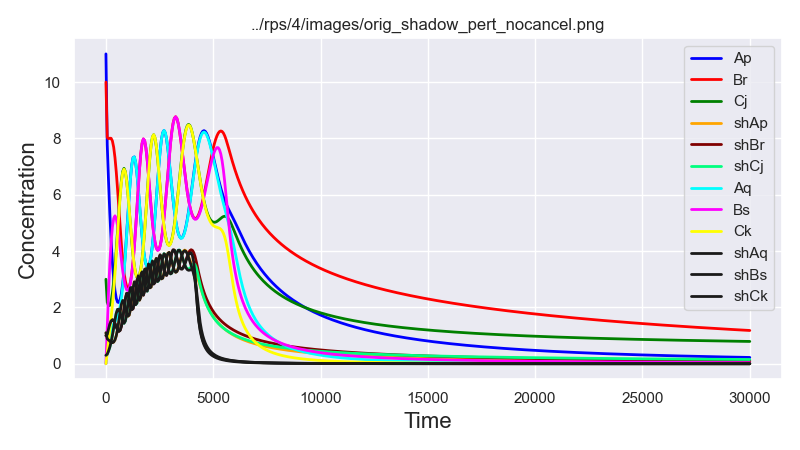 ../rps/4/images/orig_shadow_pert_nocancel.png
Concentration
10
8
6
4
2
0
0
5000
10000
15000
20000
25000
30000
Time
Ap
Br
Cj
shAp
shBr
shCj
Aq
Bs
Ck
shAq
shBs
shCk